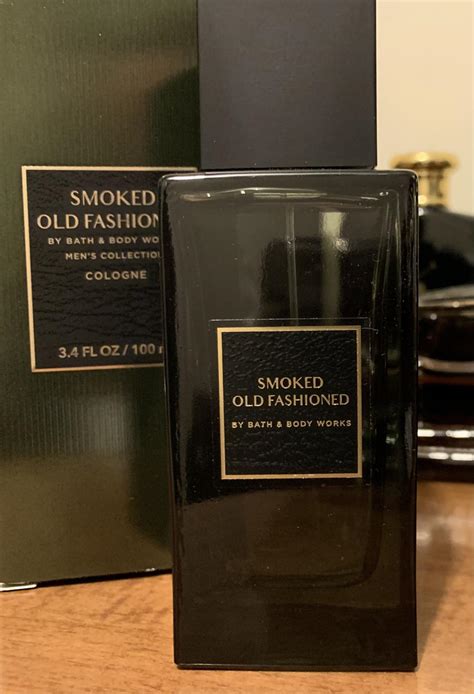 SMOKED
OLD FASHIONED
BY BATH & BODY WORKS
MEN'S COLLECTION
COLOGNE
3.4 FL OZ / 100 m
SMOKED
OLD FASHIONED
BY BATH & BODY WORKS